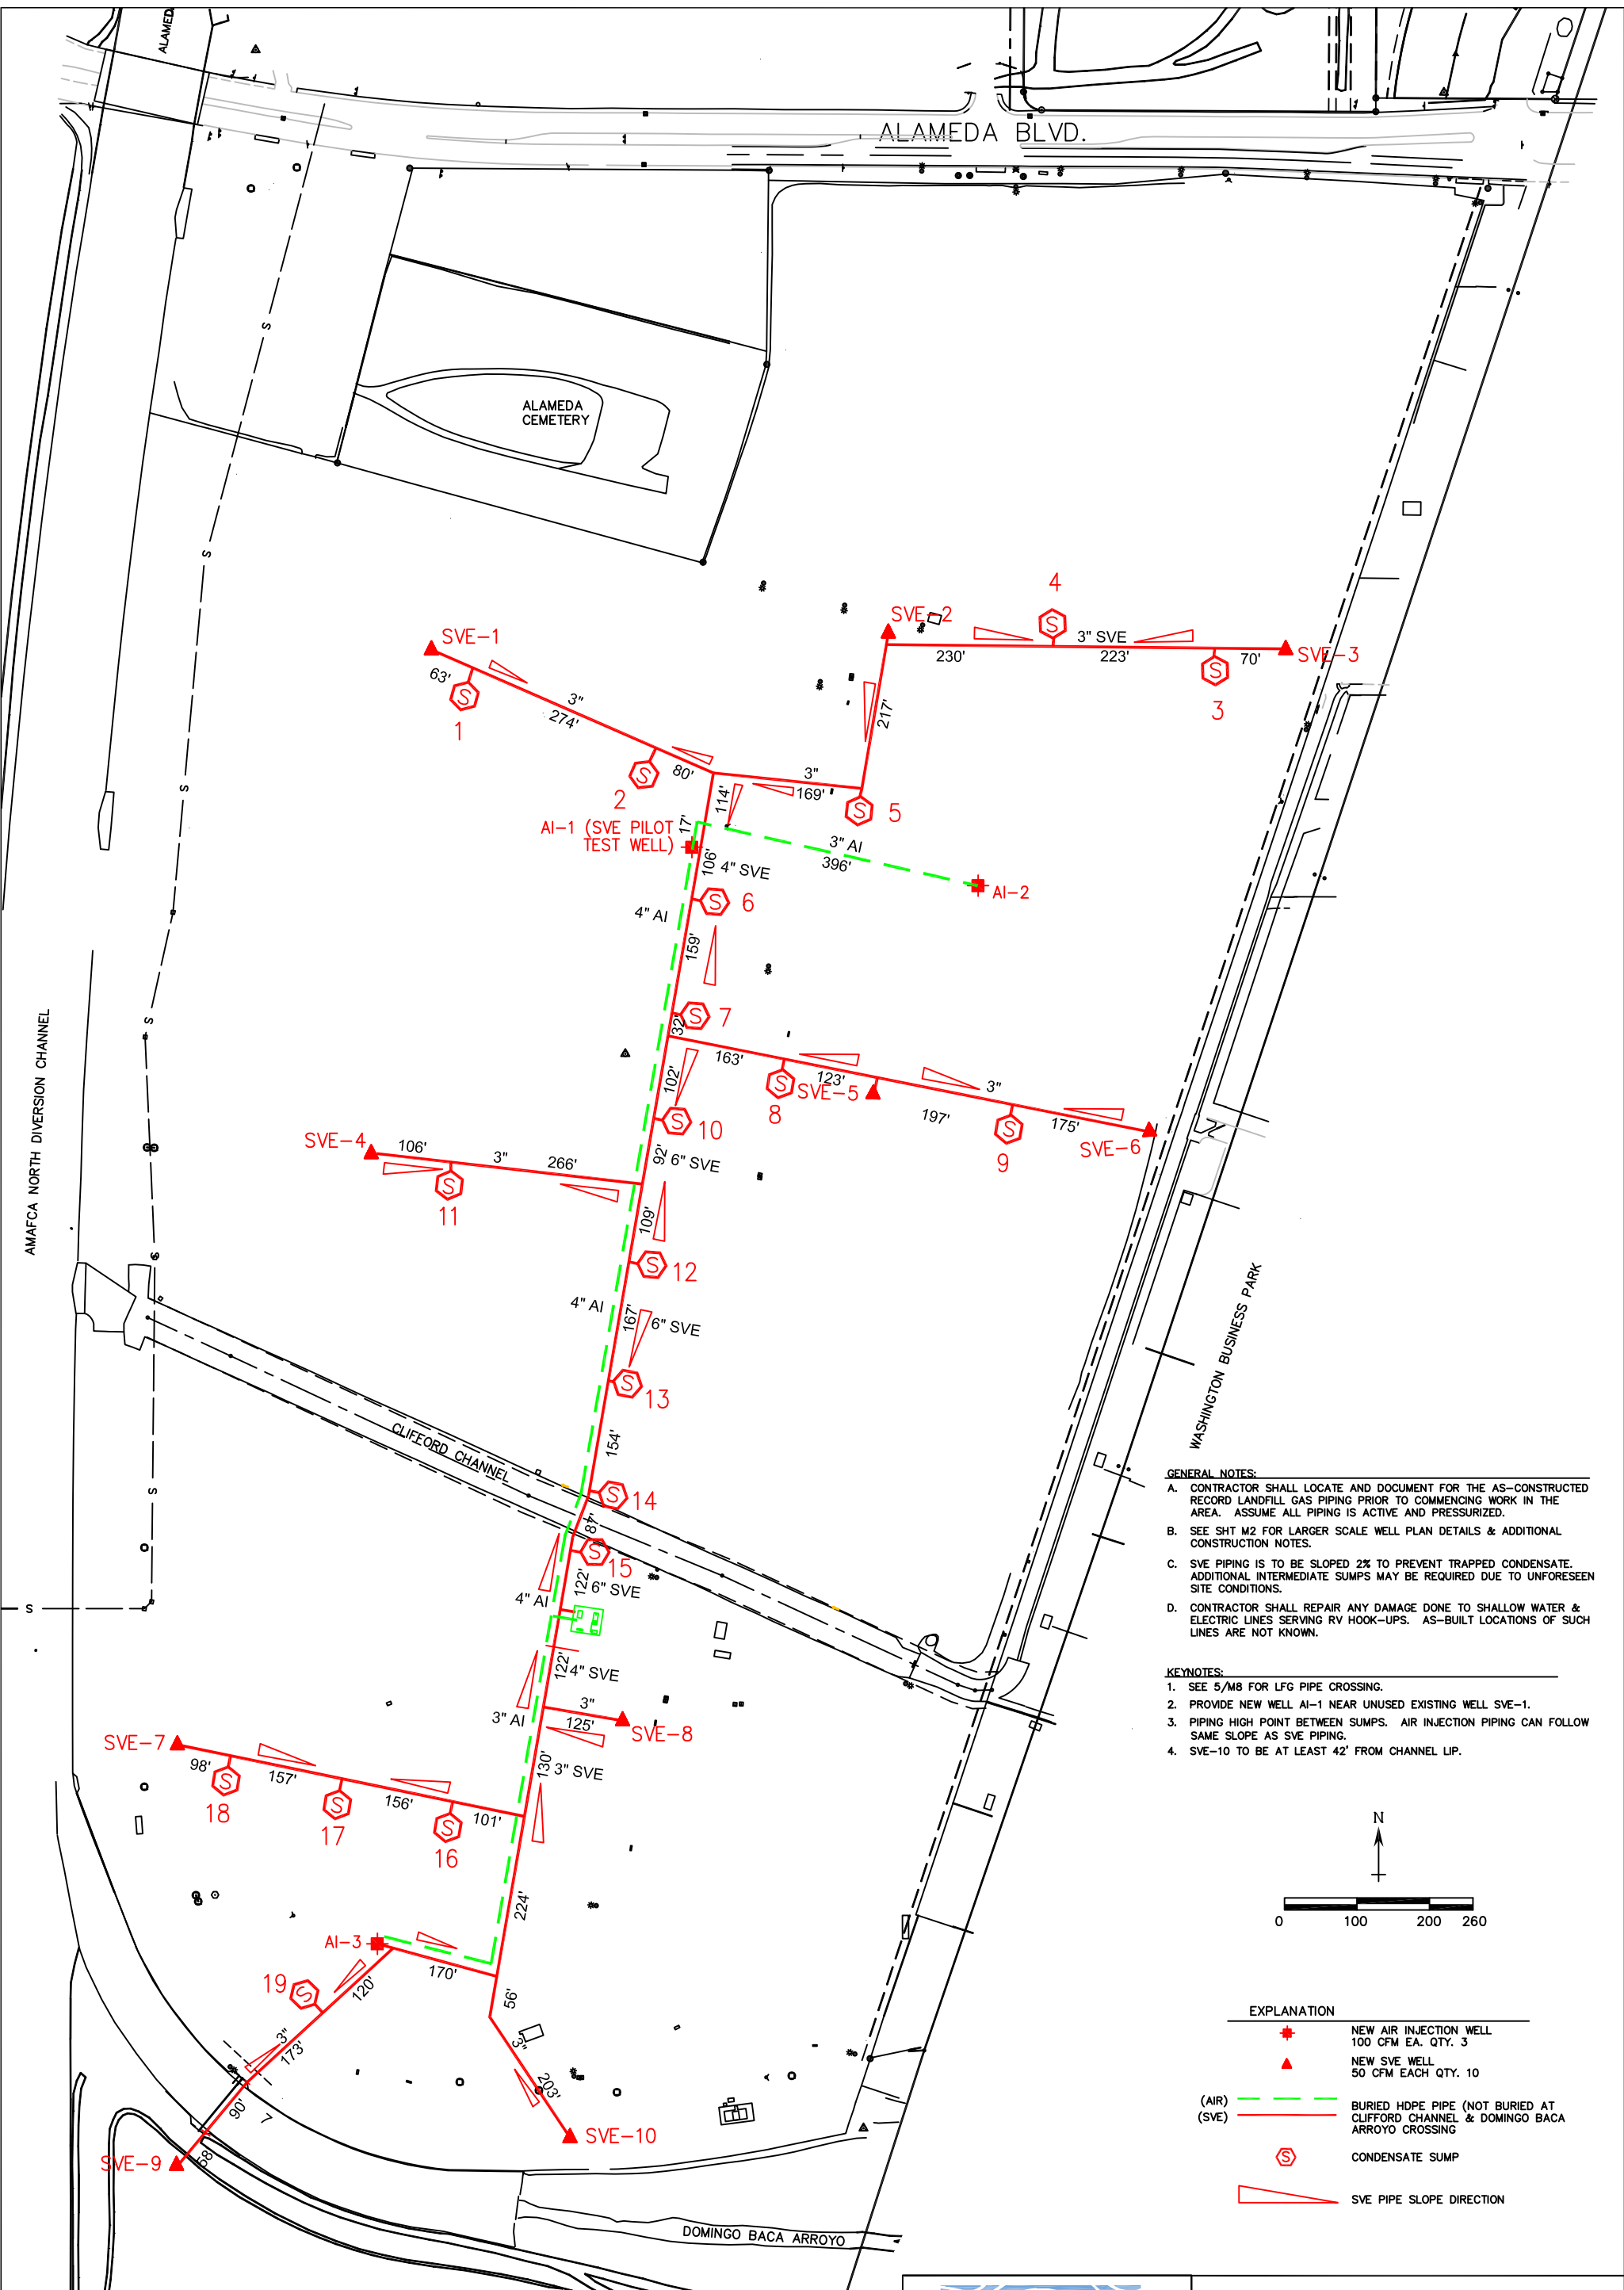 ALAMEDA
ALAMEDA BLVD.
S
ALAMEDA
CEMETERY
S
4
SVE-2
SVE-1
3" SVE
SVE-3
230'
223'
70'
63'
S
S
S
3"
274'
1
217'
3
80'
S
2
3"
169'
S
5
114'
17'
AI-1 (SVE PILOT
TEST WELL)
3" AI
396'
106'
4" SVE
AI-2
S
S
6
4" AI
159'
AMAFCA NORTH DIVERSION CHANNEL
S
S
7
32'
163'
102'
123'
S
8
SVE-5
3"
197'
S
9
175'
SVE-6
S
10
SVE-4
106'
3"
266'
92'
6" SVE
S
11
109'
S
S
12
4" AI
167'
6" SVE
WASHINGTON BUSINESS PARK
S
13
CLIFFORD CHANNEL
154'
S
S
14
87'
S
15
122'
6" SVE
4" AI
S
GENERAL NOTES:
A. CONTRACTOR SHALL LOCATE AND DOCUMENT FOR THE AS-CONSTRUCTED
RECORD LANDFILL GAS PIPING PRIOR TO COMMENCING WORK IN THE
AREA. ASSUME ALL PIPING IS ACTIVE AND PRESSURIZED.
B. SEE SHT M2 FOR LARGER SCALE WELL PLAN DETAILS & ADDITIONAL
CONSTRUCTION NOTES.
C. SVE PIPING IS TO BE SLOPED 2% TO PREVENT TRAPPED CONDENSATE.
ADDITIONAL INTERMEDIATE SUMPS MAY BE REQUIRED DUE TO UNFORESEEN
SITE CONDITIONS.
D. CONTRACTOR SHALL REPAIR ANY DAMAGE DONE TO SHALLOW WATER &
ELECTRIC LINES SERVING RV HOOK-UPS. AS-BUILT LOCATIONS OF SUCH
LINES ARE NOT KNOWN.
KEYNOTES:
1. SEE 5/M8 FOR LFG PIPE CROSSING.
2. PROVIDE NEW WELL AI-1 NEAR UNUSED EXISTING WELL SVE-1.
3. PIPING HIGH POINT BETWEEN SUMPS. AIR INJECTION PIPING CAN FOLLOW
SAME SLOPE AS SVE PIPING.
4. SVE-10 TO BE AT LEAST 42' FROM CHANNEL LIP.
122'
4" SVE
3"
125'
SVE-8
3" AI
SVE-7
98'
S
18
157'
S
17
156'
S
16
101'
130'
3" SVE
N
0 100 200 260
224'
AI-3
170'
19
S
120'
56'
3"
173'
3"
203'
90'
7
SVE-10
SVE-9
58'
DOMINGO BACA ARROYO
EXPLANATION
NEW AIR INJECTION WELL
100 CFM EA. QTY. 3
NEW SVE WELL
50 CFM EACH QTY. 10
(AIR)
(SVE)
BURIED HDPE PIPE (NOT BURIED AT
CLIFFORD CHANNEL & DOMINGO BACA
ARROYO CROSSING
S
CONDENSATE SUMP
SVE PIPE SLOPE DIRECTION